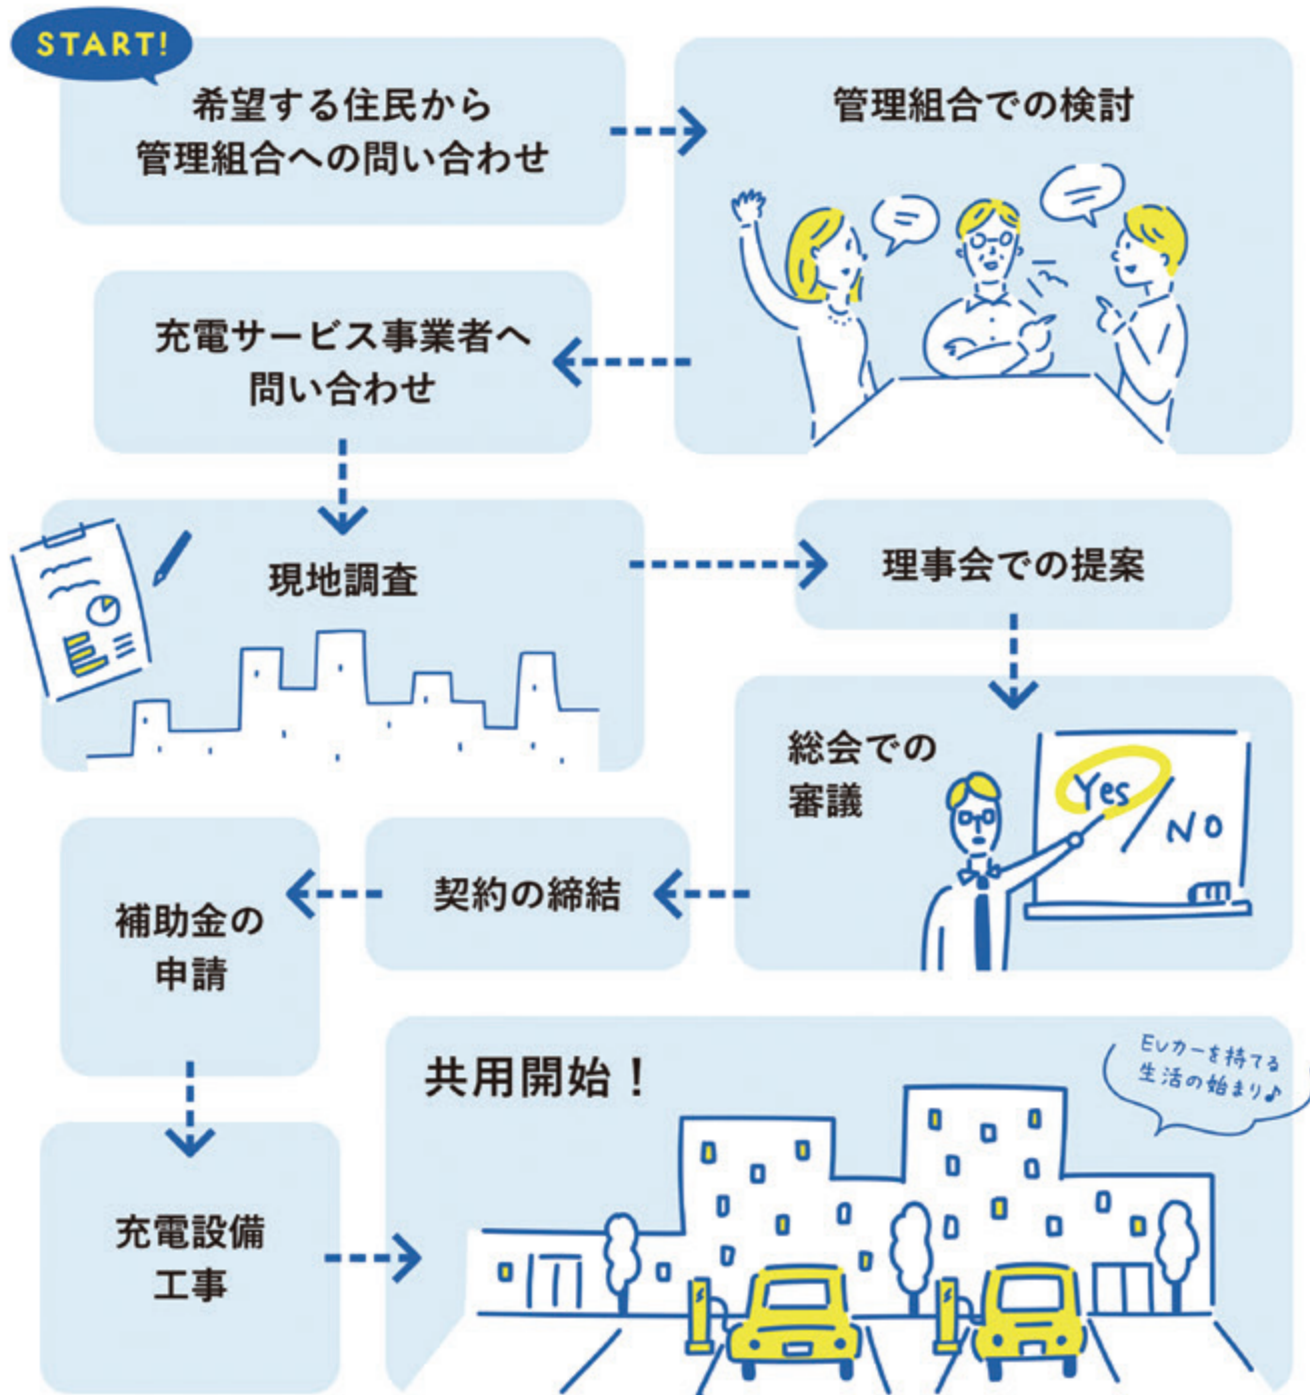 START!
希望する住民から
管理組合への問い合わせ
管理組合での検討
充電サービス事業者へ
問い合わせ
現地調査
理事会での提案
総会での
審議
Yes
NO
契約の締結
補助金の
申請
充電設備
工事
共用開始！
EVカーを持てる
生活の始まり♪